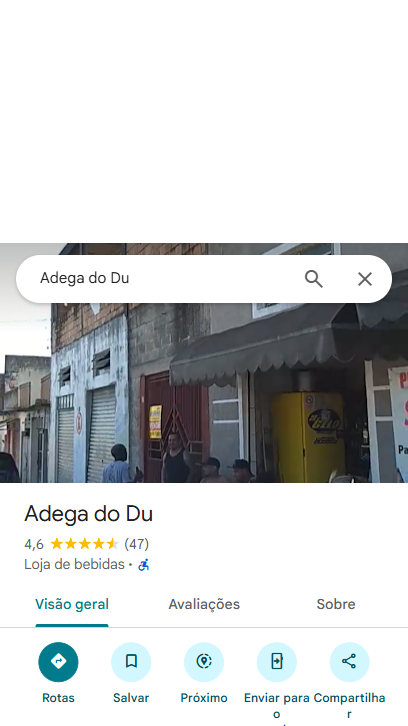 Adega do Du
Adega do Du
4,6 (47)
Loja de bebidas ·
Visão geral Avaliações Sobre
Rotas Salvar Próximo Enviar para o Compartilhar